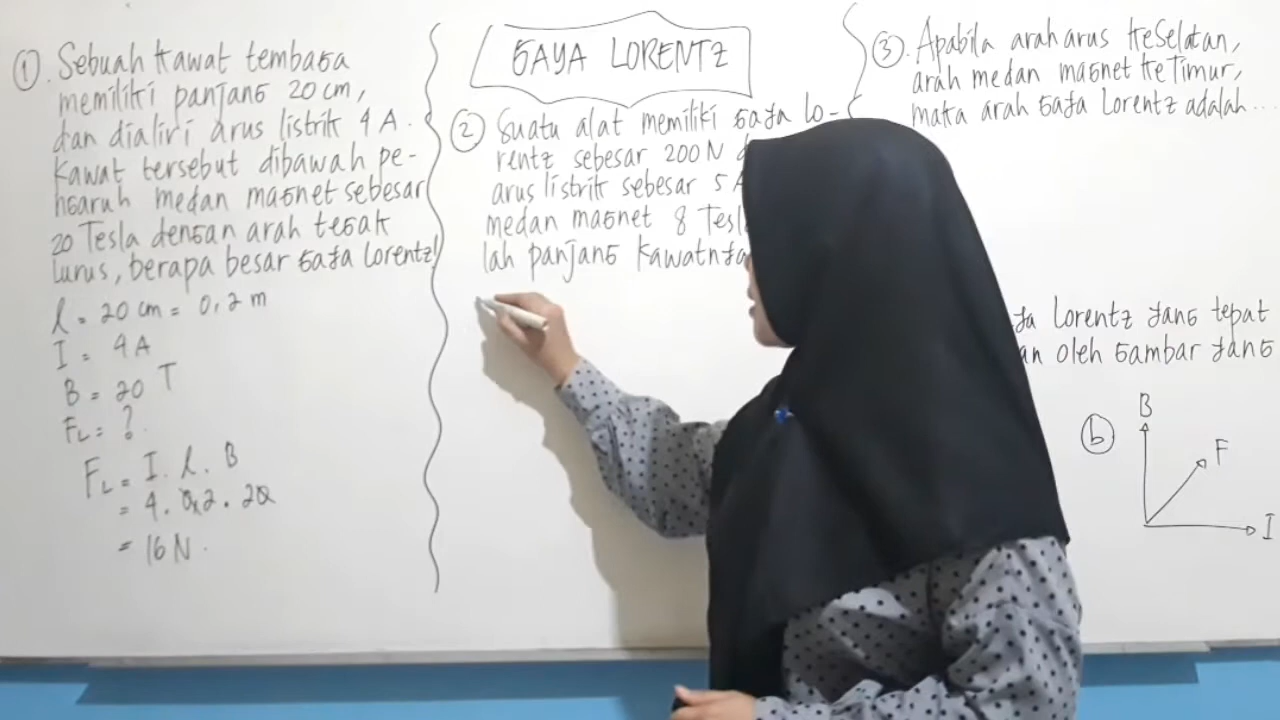 GAYA LORENTZ
① Sebuah kawat tembaga
memiliki panjang 20 cm,
dan dialiri arus listrik 4 A.
Kawat tersebut dibawah pe-
ngaruh medan magnet sebesar
20 Tesla dengan arah tegak
lurus, berapa besar gaya Lorentz!
l = 20 cm = 0,2 m
I = 4 A
B = 20 T
FL = ?
FL = I . l . B
= 4 . 0,2 . 20
= 16 N .
② Suatu alat memiliki gaya lo-
rentz sebesar 200 N
arus listrik sebesar 5 A
medan magnet 8
lah panjang kawatnya
③. Apabila arah arus ke Selatan,
arah medan magnet ke Timur,
maka arah gaya Lorentz adalah...
Lorentz yang tepat
oleh gambar yang
ⓑ
B
F
I